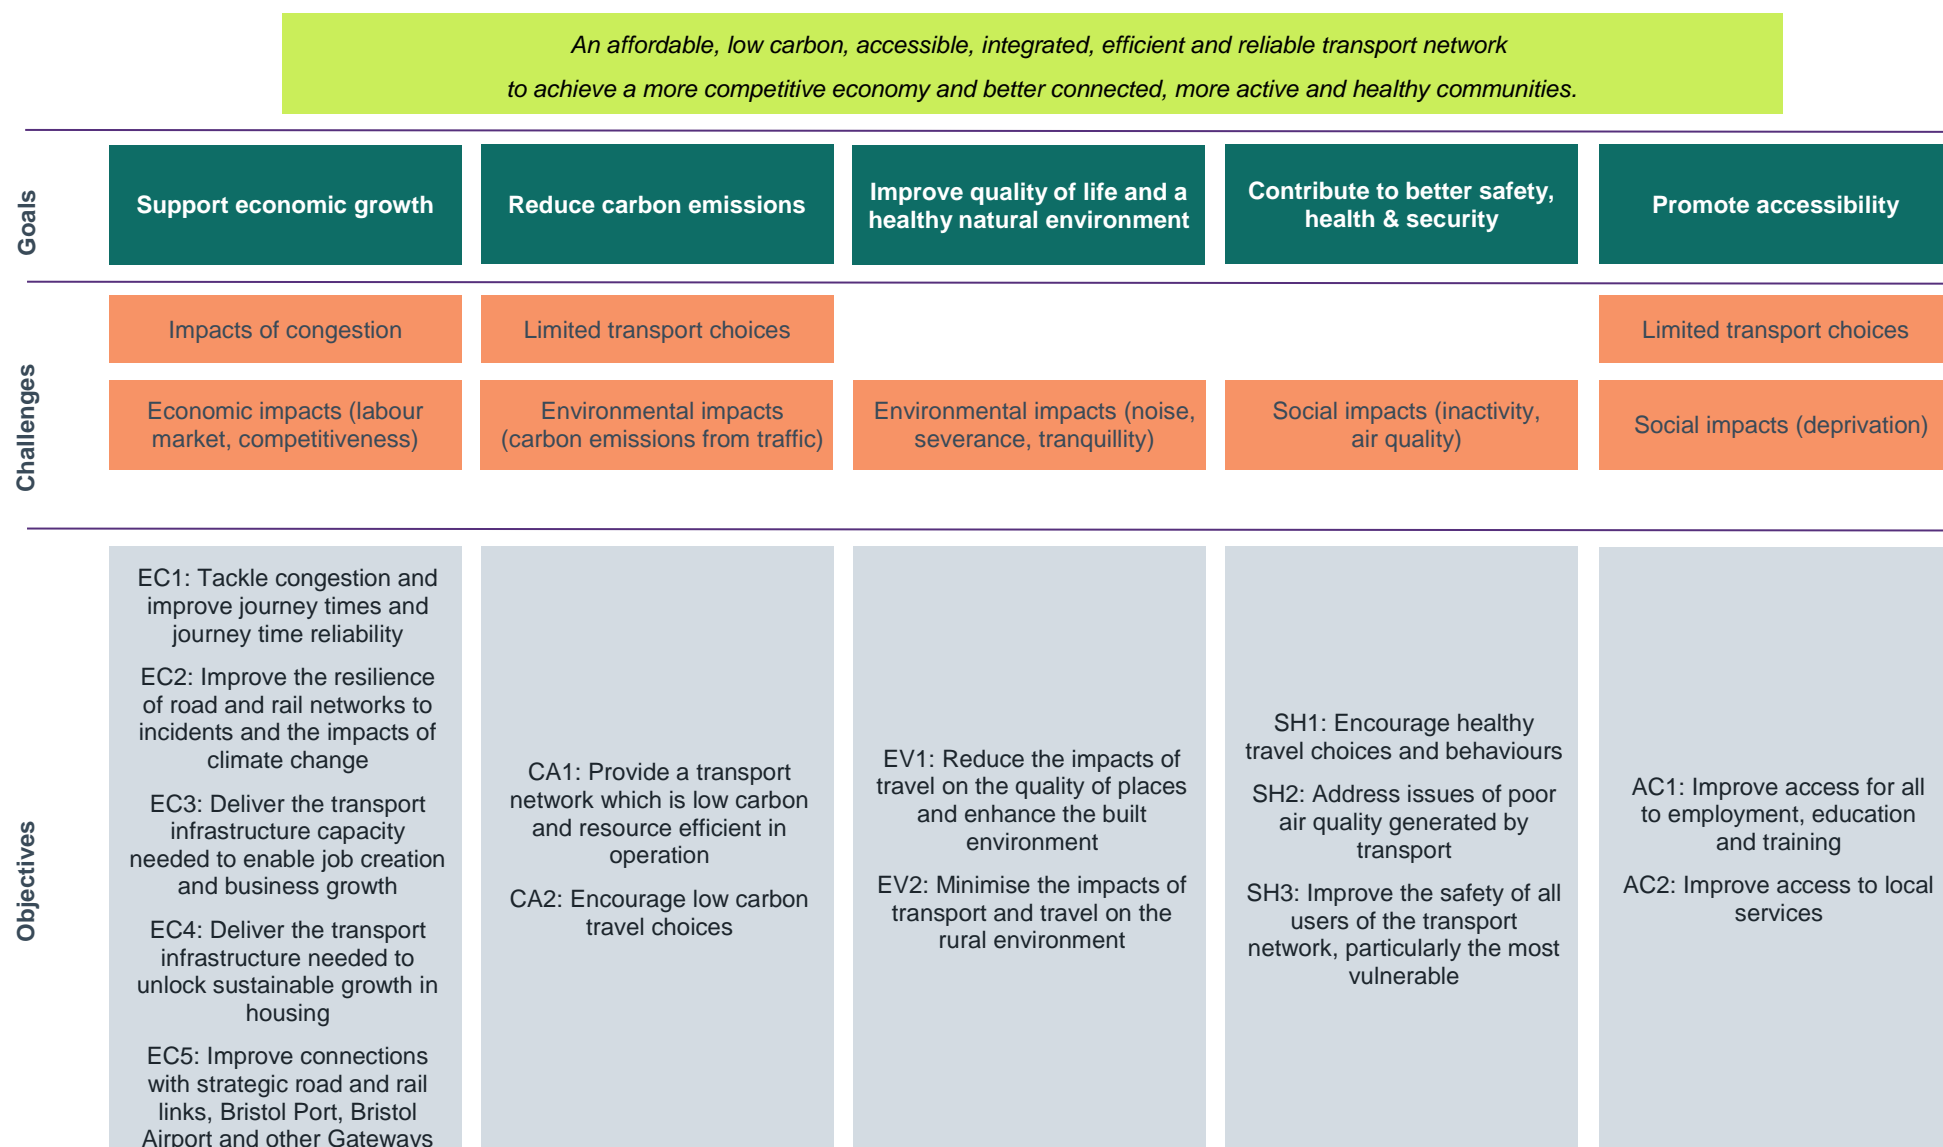 An affordable, low carbon, accessible, integrated, efficient and reliable transport network
to achieve a more competitive economy and better connected, more active and healthy communities.
Goals
Support economic growth
Reduce carbon emissions
Improve quality of life and a
healthy natural environment
Contribute to better safety,
health & security
Promote accessibility
Challenges
Impacts of congestion
Limited transport choices
Limited transport choices
Economic impacts (labour
market, competitiveness)
Environmental impacts
(carbon emissions from traffic)
Environmental impacts (noise,
severance, tranquillity)
Social impacts (inactivity,
air quality)
Social impacts (deprivation)
Objectives
EC1: Tackle congestion and
improve journey times and
journey time reliability
EC2: Improve the resilience
of road and rail networks to
incidents and the impacts of
climate change
EC3: Deliver the transport
infrastructure capacity
needed to enable job creation
and business growth
EC4: Deliver the transport
infrastructure needed to
unlock sustainable growth in
housing
EC5: Improve connections
with strategic road and rail
links, Bristol Port, Bristol
Airport and other Gateways
CA1: Provide a transport
network which is low carbon
and resource efficient in
operation
CA2: Encourage low carbon
travel choices
EV1: Reduce the impacts of
travel on the quality of places
and enhance the built
environment
EV2: Minimise the impacts of
transport and travel on the
rural environment
SH1: Encourage healthy
travel choices and behaviours
SH2: Address issues of poor
air quality generated by
transport
SH3: Improve the safety of all
users of the transport
network, particularly the most
vulnerable
AC1: Improve access for all
to employment, education
and training
AC2: Improve access to local
services